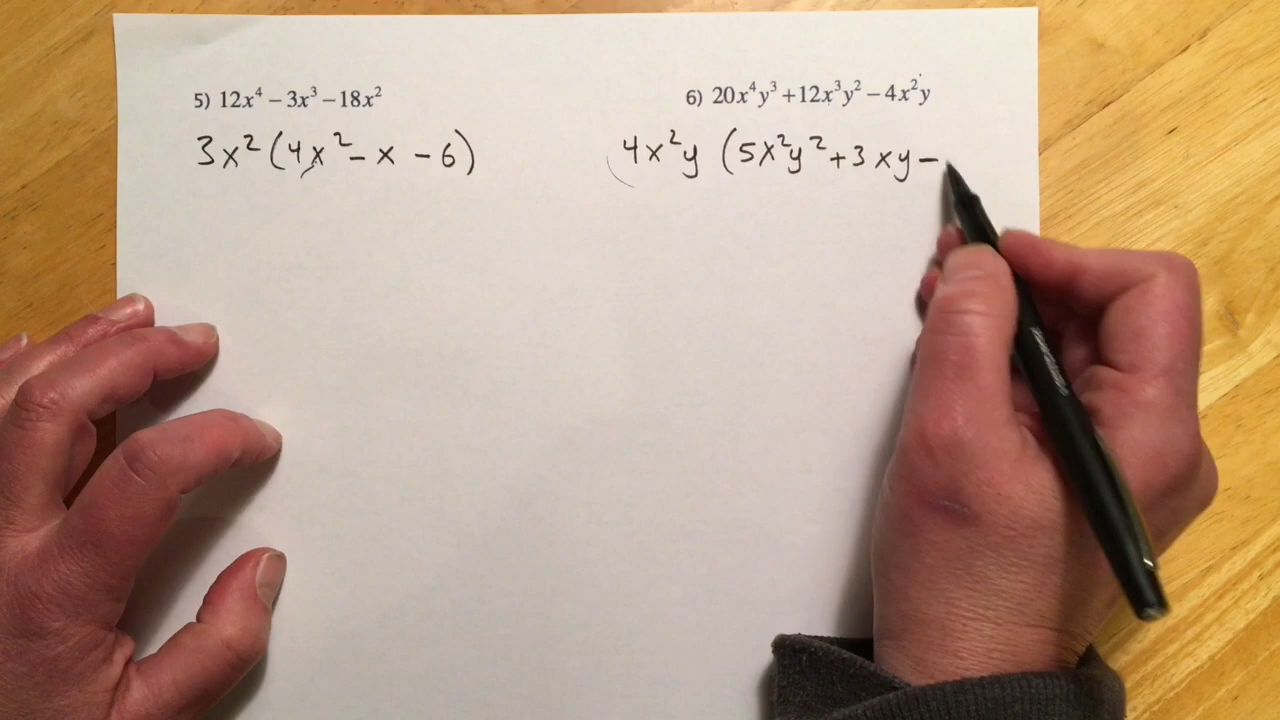 5) 12x⁴ – 3x³ – 18x²
3x² (4x² – x – 6)
6) 20x⁴y³ + 12x³y² – 4x²y
4x²y (5x²y² + 3xy –